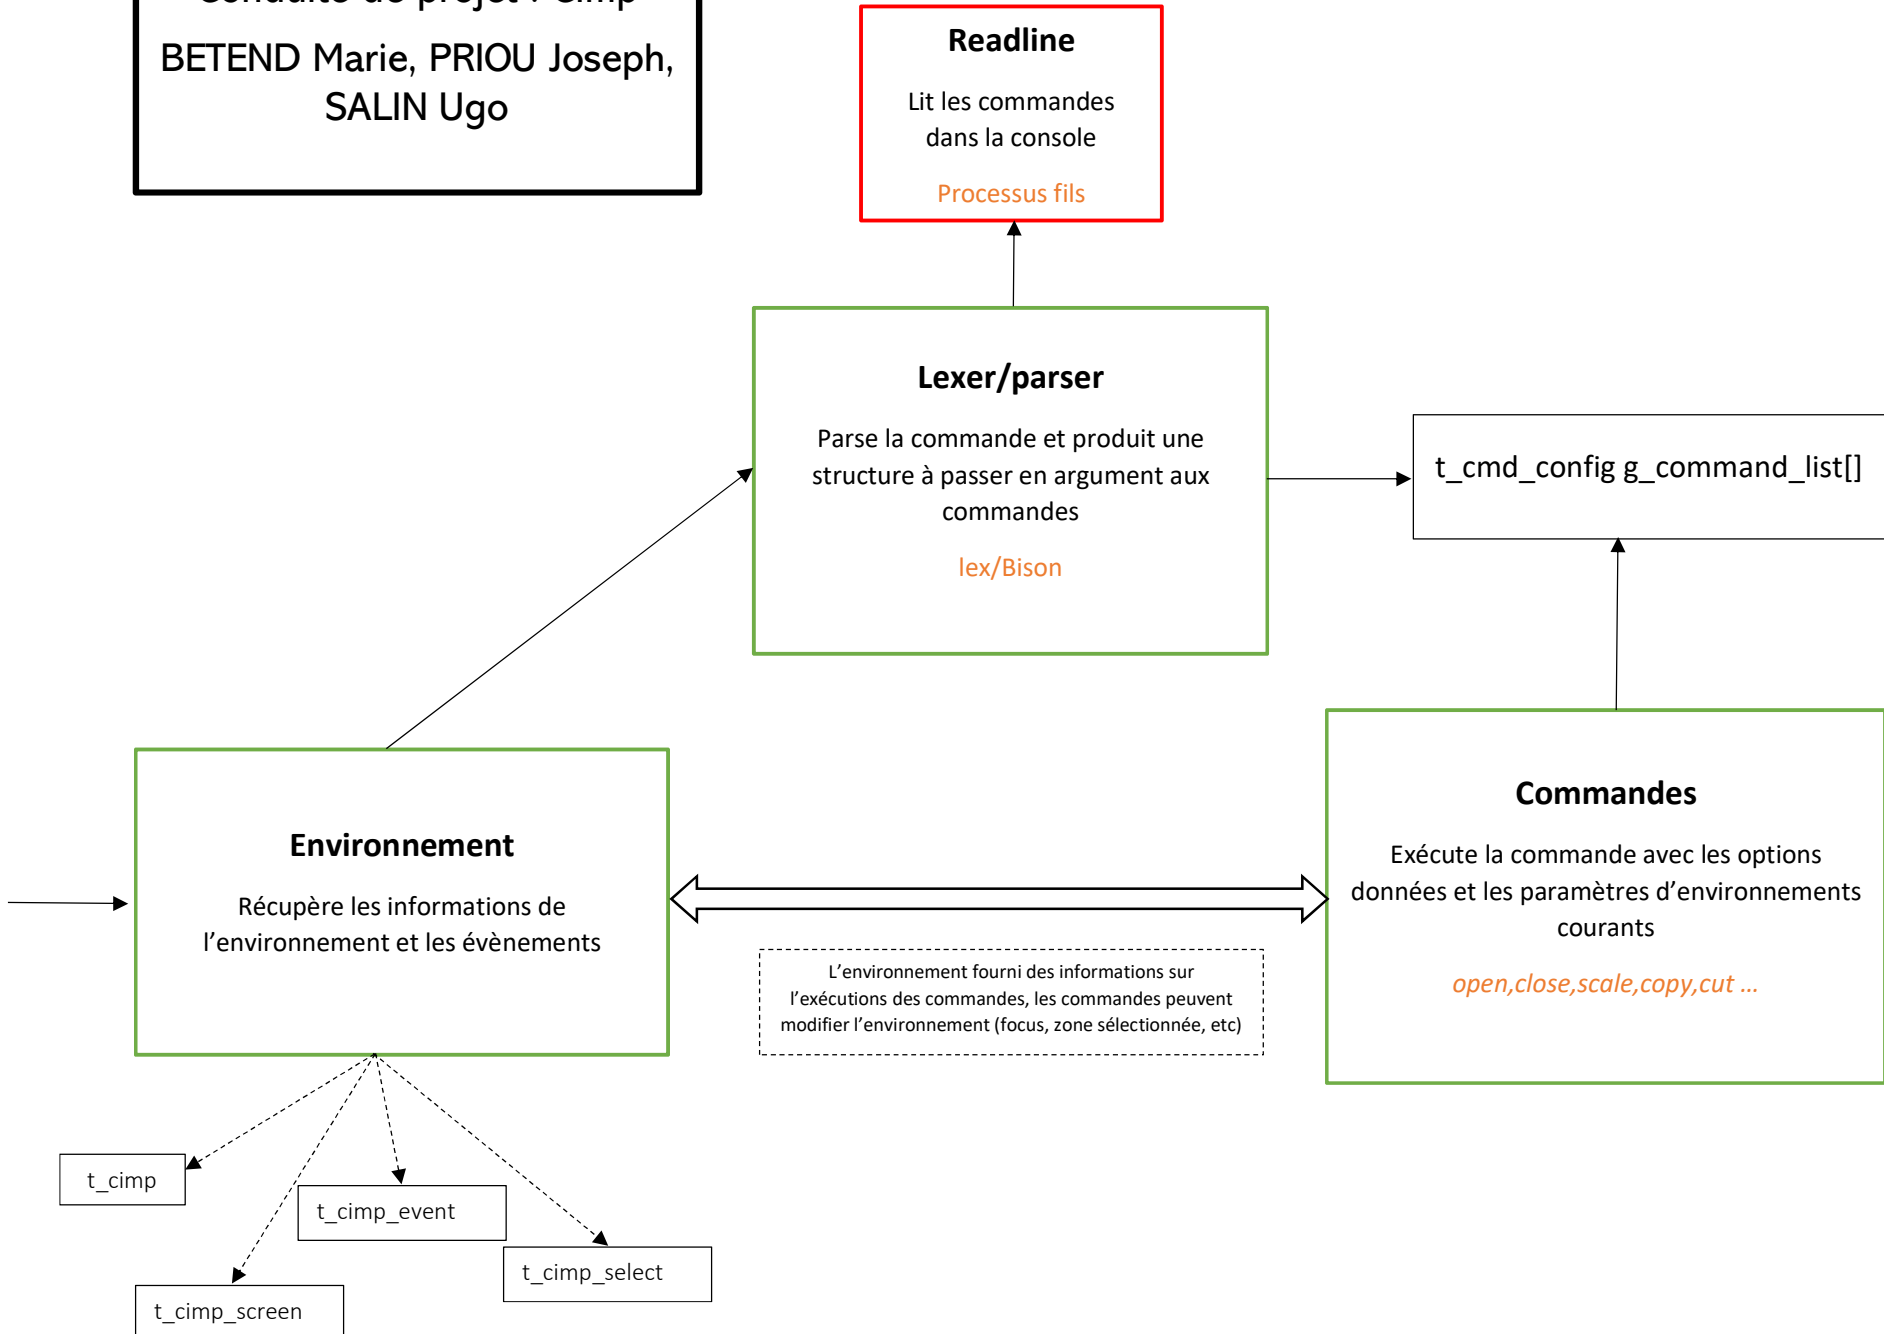 Conduite de projet : Cimp
BETEND Marie, PRIOU Joseph,
SALIN Ugo
Readline
Lit les commandes
dans la console
Processus fils
Lexer/parser
Parse la commande et produit une
structure à passer en argument aux
commandes
lex/Bison
t_cmd_config g_command_list[]
Environnement
Récupère les informations de
l'environnement et les évènements
Commandes
Exécute la commande avec les options
données et les paramètres d'environnements
courants
open,close,scale,copy,cut ...
L'environnement fourni des informations sur
l'exécutions des commandes, les commandes peuvent
modifier l'environnement (focus, zone sélectionnée, etc)
t_cimp
t_cimp_event
t_cimp_select
t_cimp_screen